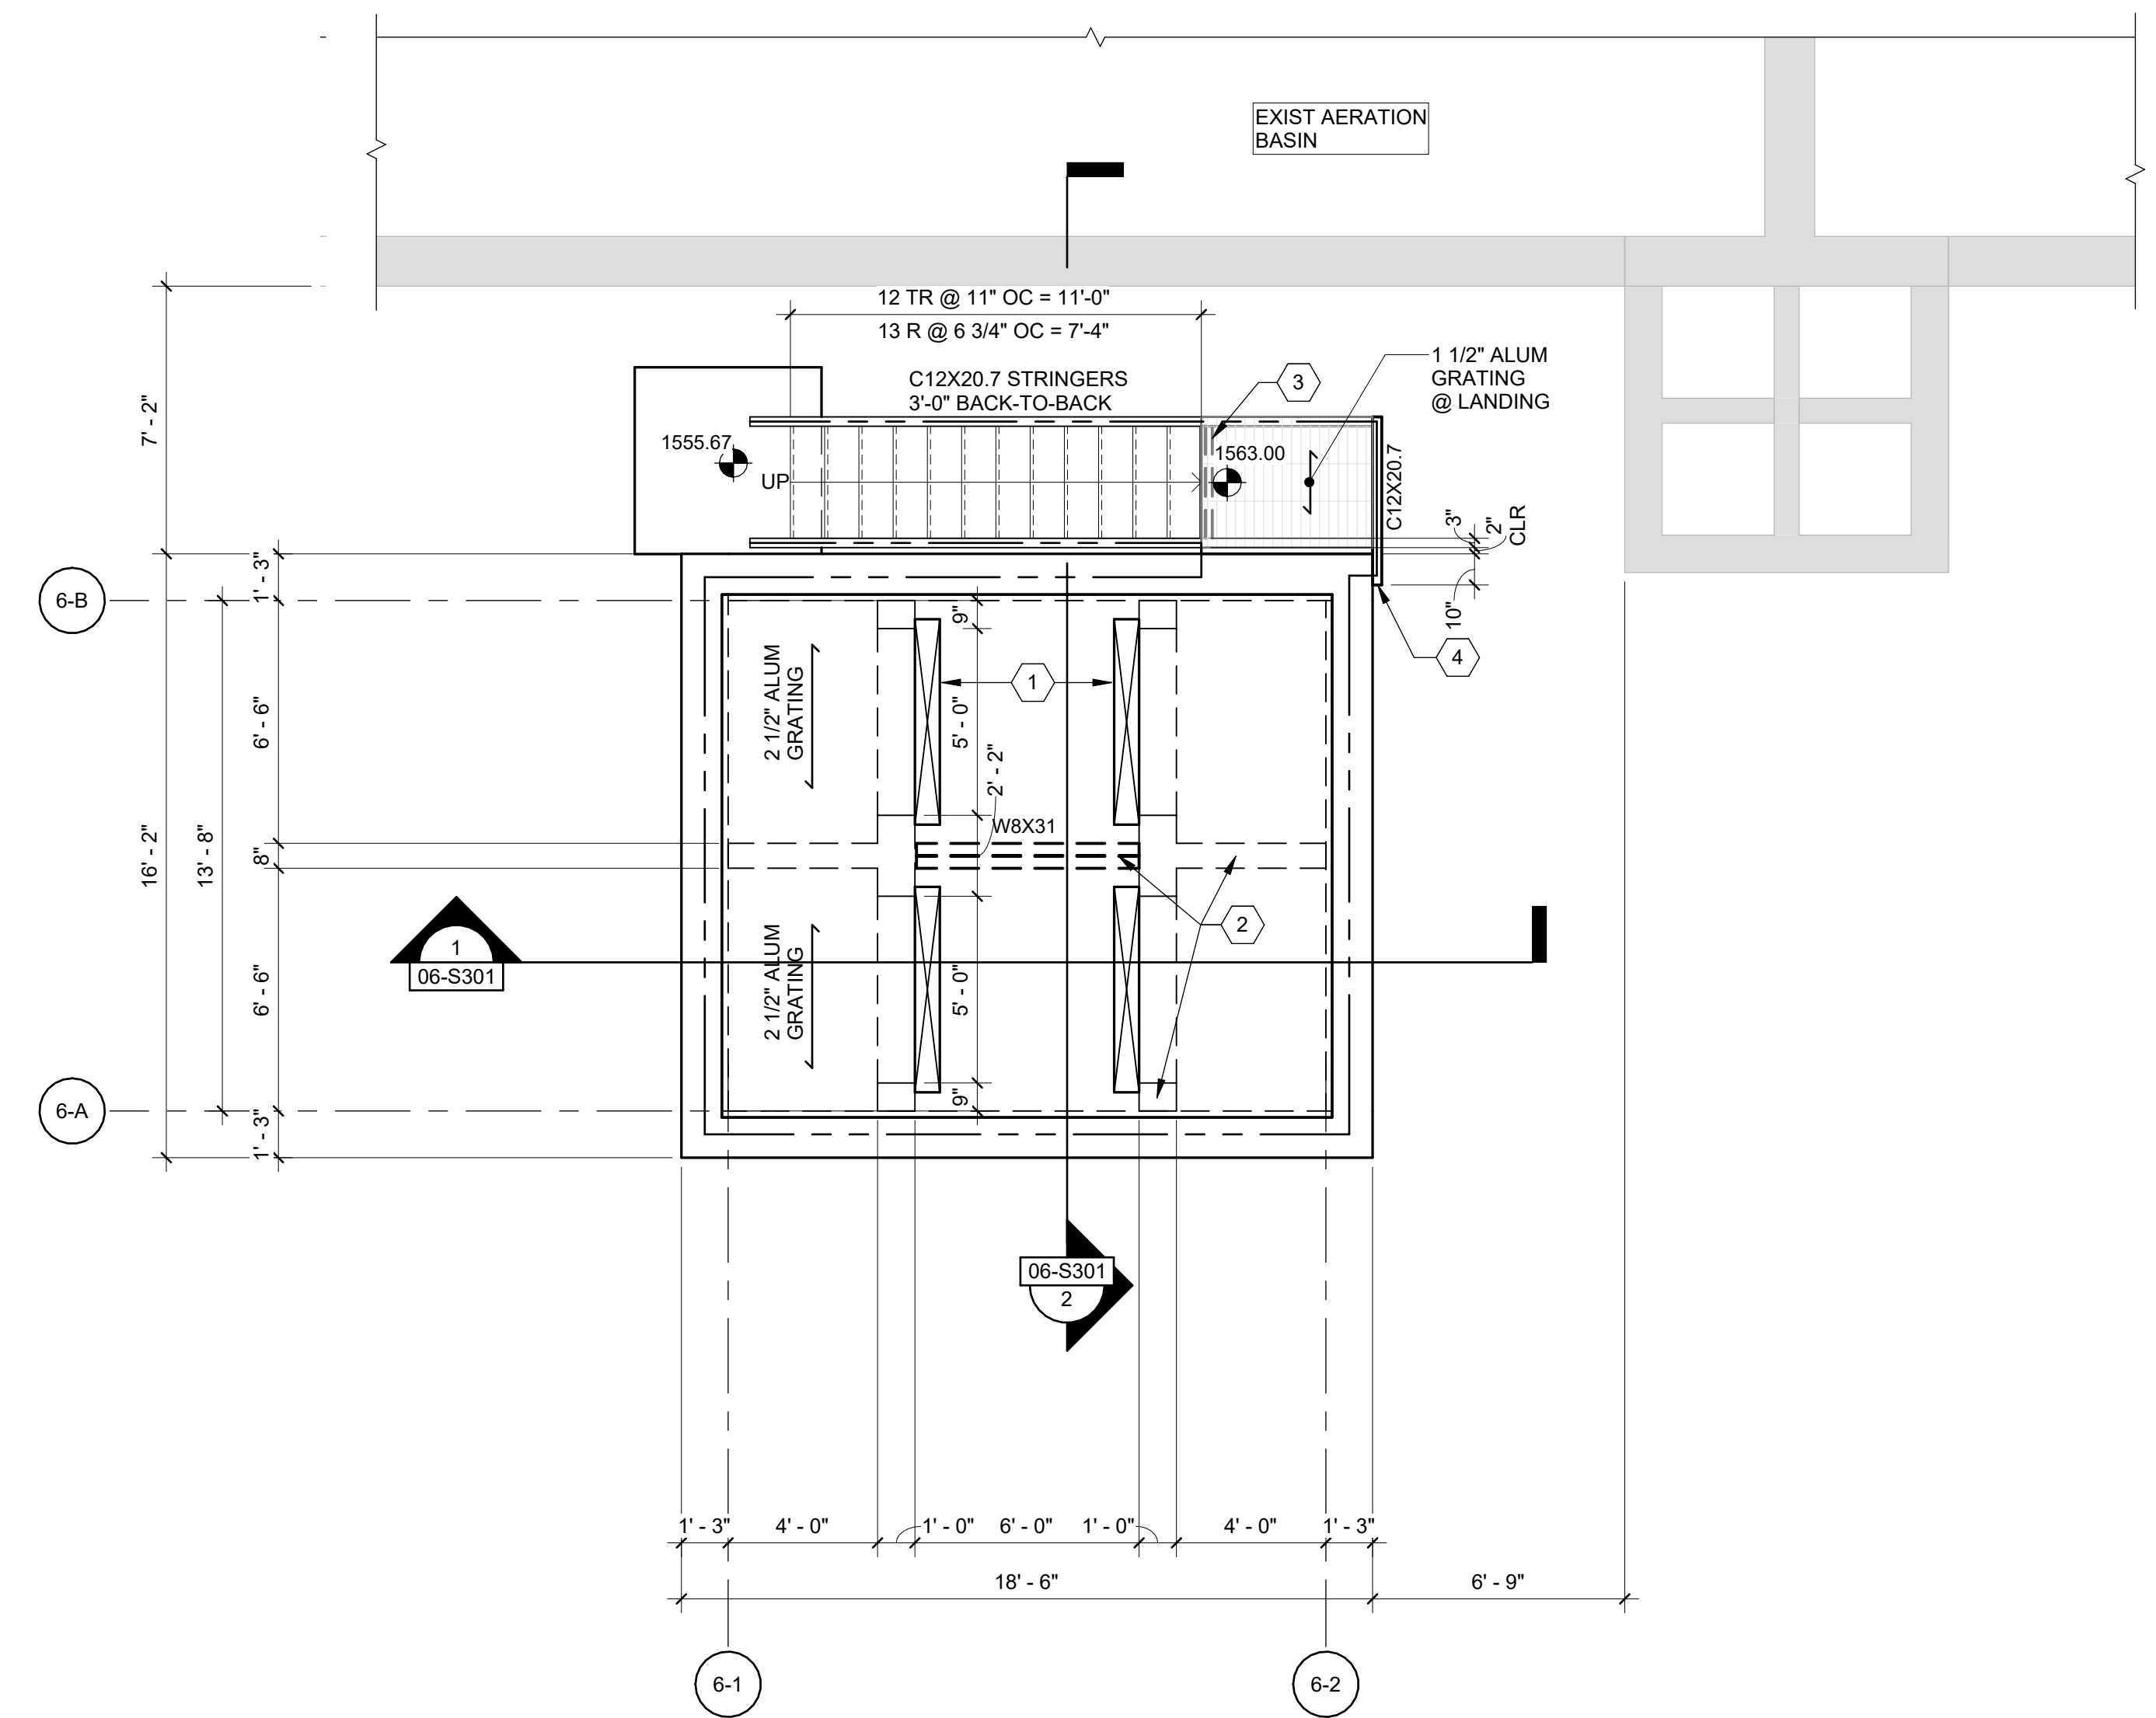 EXIST AERATION
BASIN
12 TR @ 11" OC = 11'-0"
13 R @ 6 3/4" OC = 7'-4"
C12X20.7 STRINGERS
3'-0" BACK-TO-BACK
3
1 1/2" ALUM
GRATING
@ LANDING
7' - 2"
1555.67
1563.00
UP
C12X20.7
3"
2"
CLR
10"
4
6-B
1' - 3"
9"
2 1/2" ALUM
GRATING
1
6' - 6"
5' - 0"
2' - 2"
W8X31
16' - 2"
13' - 8"
8"
2
1
06-S301
2 1/2" ALUM
GRATING
6' - 6"
5' - 0"
9"
6-A
1' - 3"
06-S301
2
1' - 3"
4' - 0"
1' - 0"
6' - 0"
1' - 0"
4' - 0"
1' - 3"
18' - 6"
6' - 9"
6-1
6-2